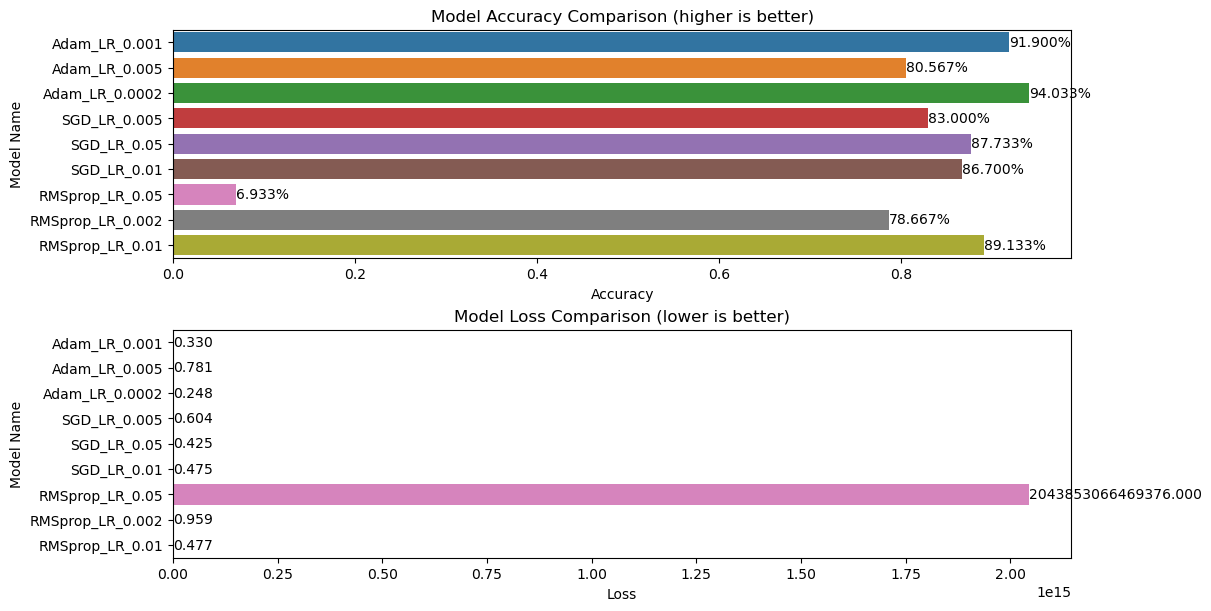 Model Accuracy Comparison (higher is better)
Model Name
Adam_LR_0.001
91.900%
Adam_LR_0.005
80.567%
Adam_LR_0.0002
94.033%
SGD_LR_0.005
83.000%
SGD_LR_0.05
87.733%
SGD_LR_0.01
86.700%
RMSprop_LR_0.05
6.933%
RMSprop_LR_0.002
78.667%
RMSprop_LR_0.01
89.133%
0.0 0.2 0.4 0.6 0.8
Accuracy
Model Loss Comparison (lower is better)
Model Name
Adam_LR_0.001
0.330
Adam_LR_0.005
0.781
Adam_LR_0.0002
0.248
SGD_LR_0.005
0.604
SGD_LR_0.05
0.425
SGD_LR_0.01
0.475
RMSprop_LR_0.05
2043853066469376.000
RMSprop_LR_0.002
0.959
RMSprop_LR_0.01
0.477
0.00 0.25 0.50 0.75 1.00 1.25 1.50 1.75 2.00
1e15
Loss